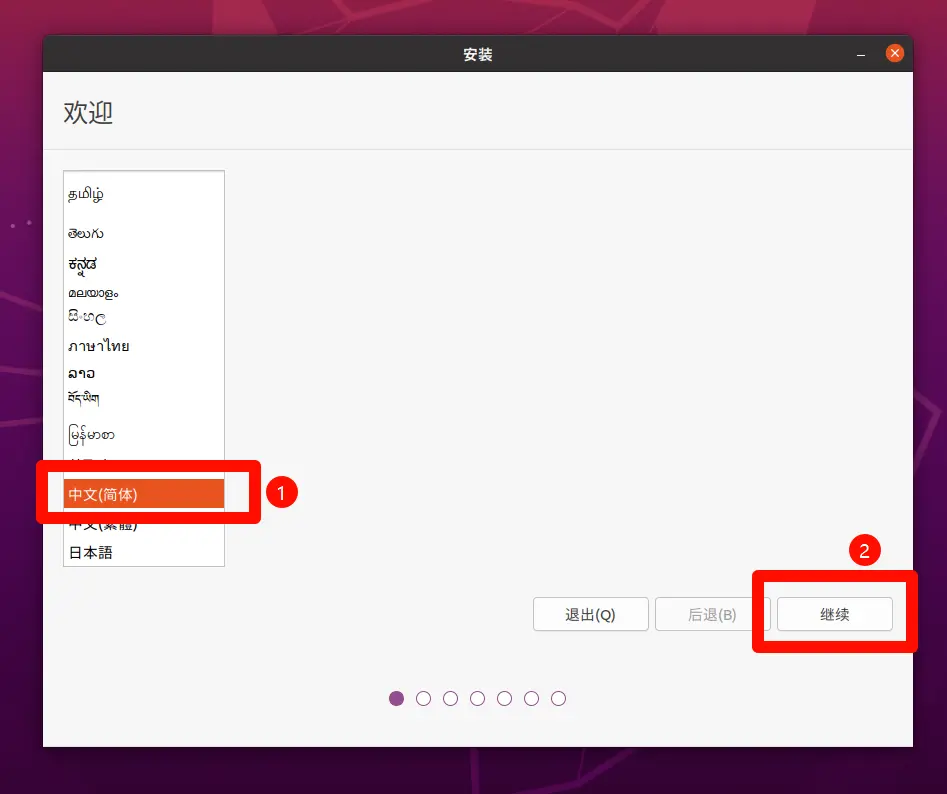 安装
欢迎
தமிழ்
తెలుగు
ಕನ್ನಡ
മലയാളം
සිංහල
ภาษาไทย
ລາວ
བོད་ཡིག
မြန်မာစာ
中文(简体)
1
中文(繁體)
日本語
2
退出(Q)
后退(B)
继续